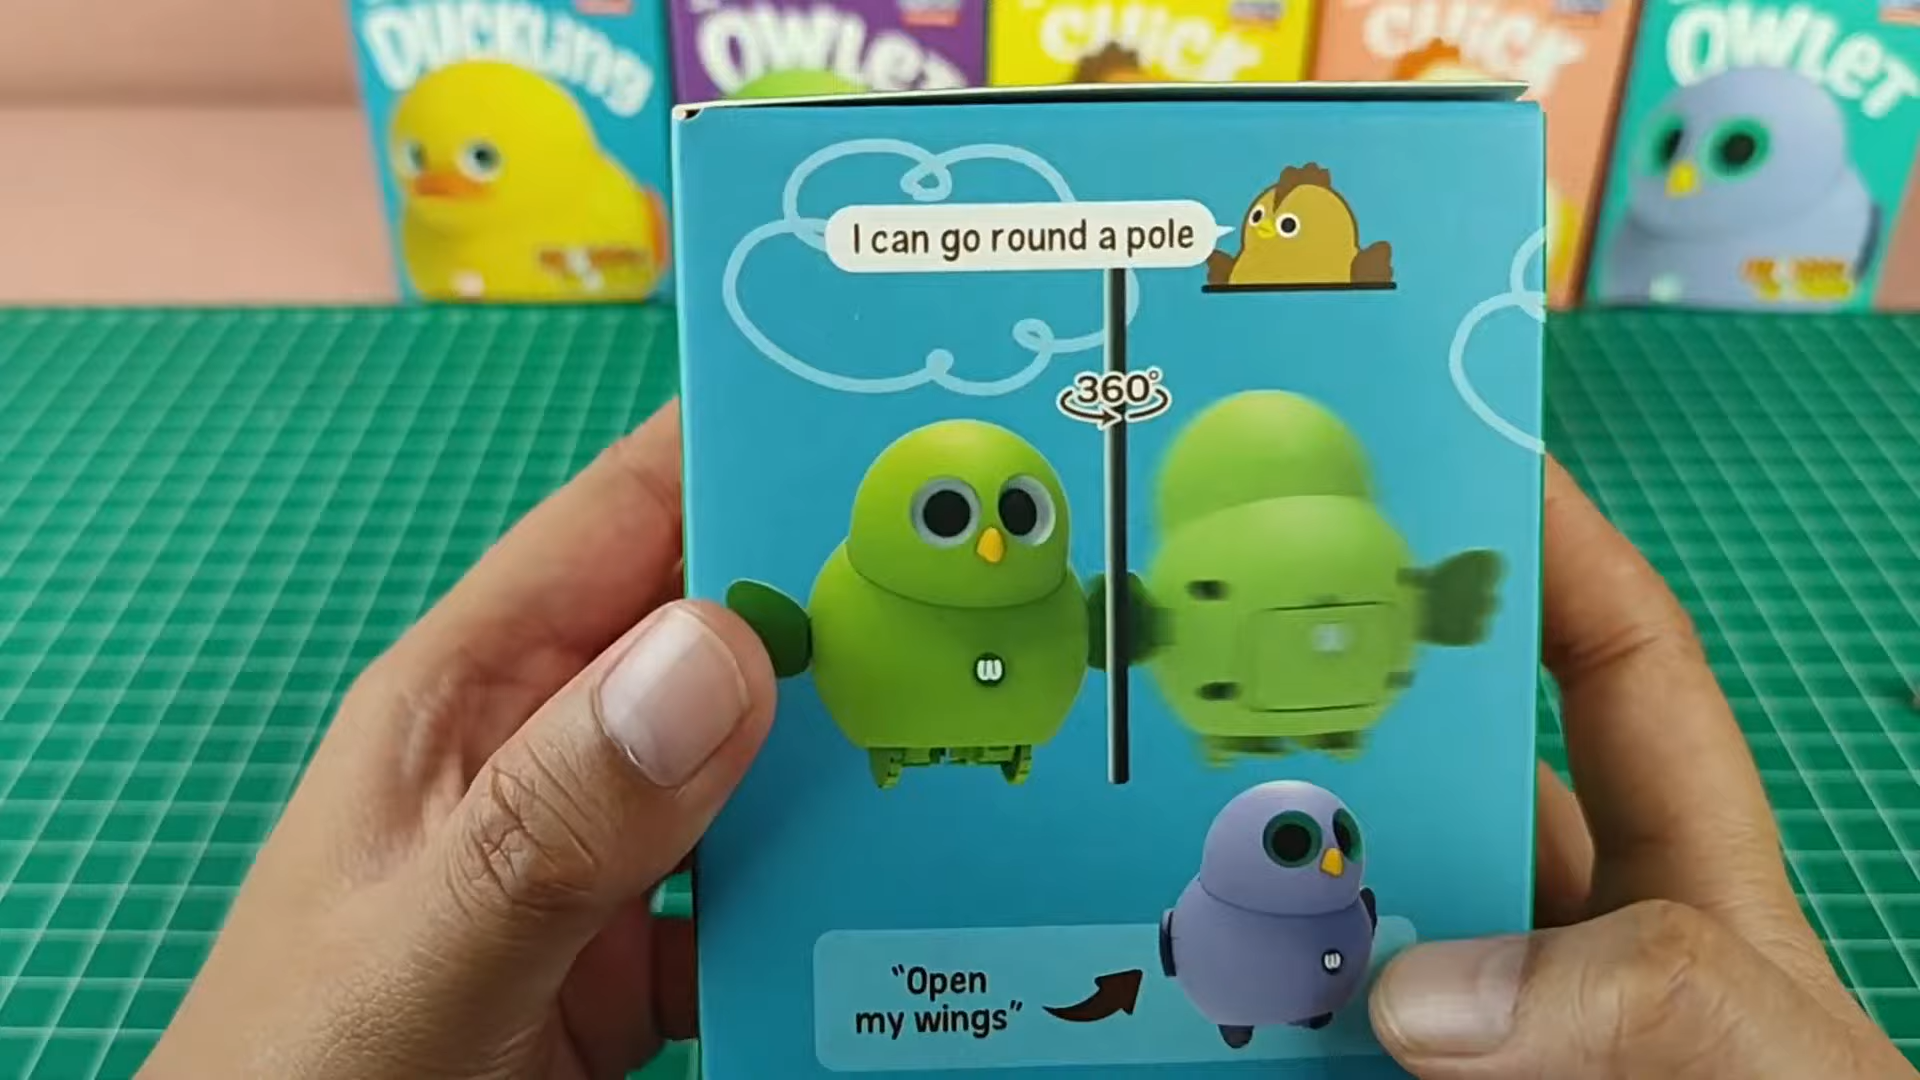 DUCKLING
OWLET
CHICK
CHICK
OWLET
I can go round a pole
360°
W
W
"Open
my wings"